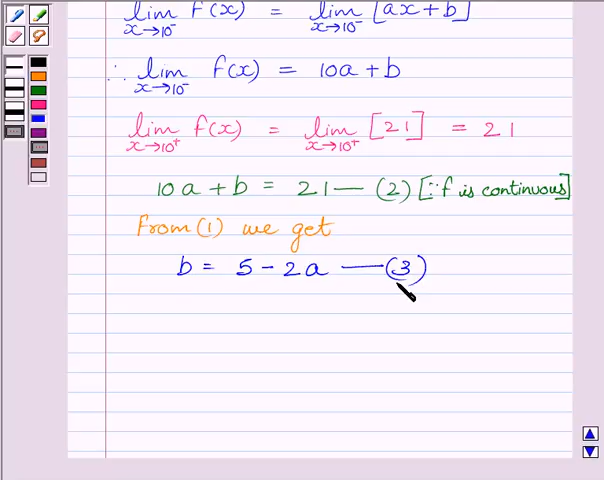 lim x→10⁻ f(x) = lim x→10⁻ [ax+b]
∴ lim x→10⁻ f(x) = 10a+b
lim x→10⁺ f(x) = lim x→10⁺ [21] = 21
10a+b = 21 — (2) [∵ f is continuous]
From (1) we get
b = 5-2a — (3)